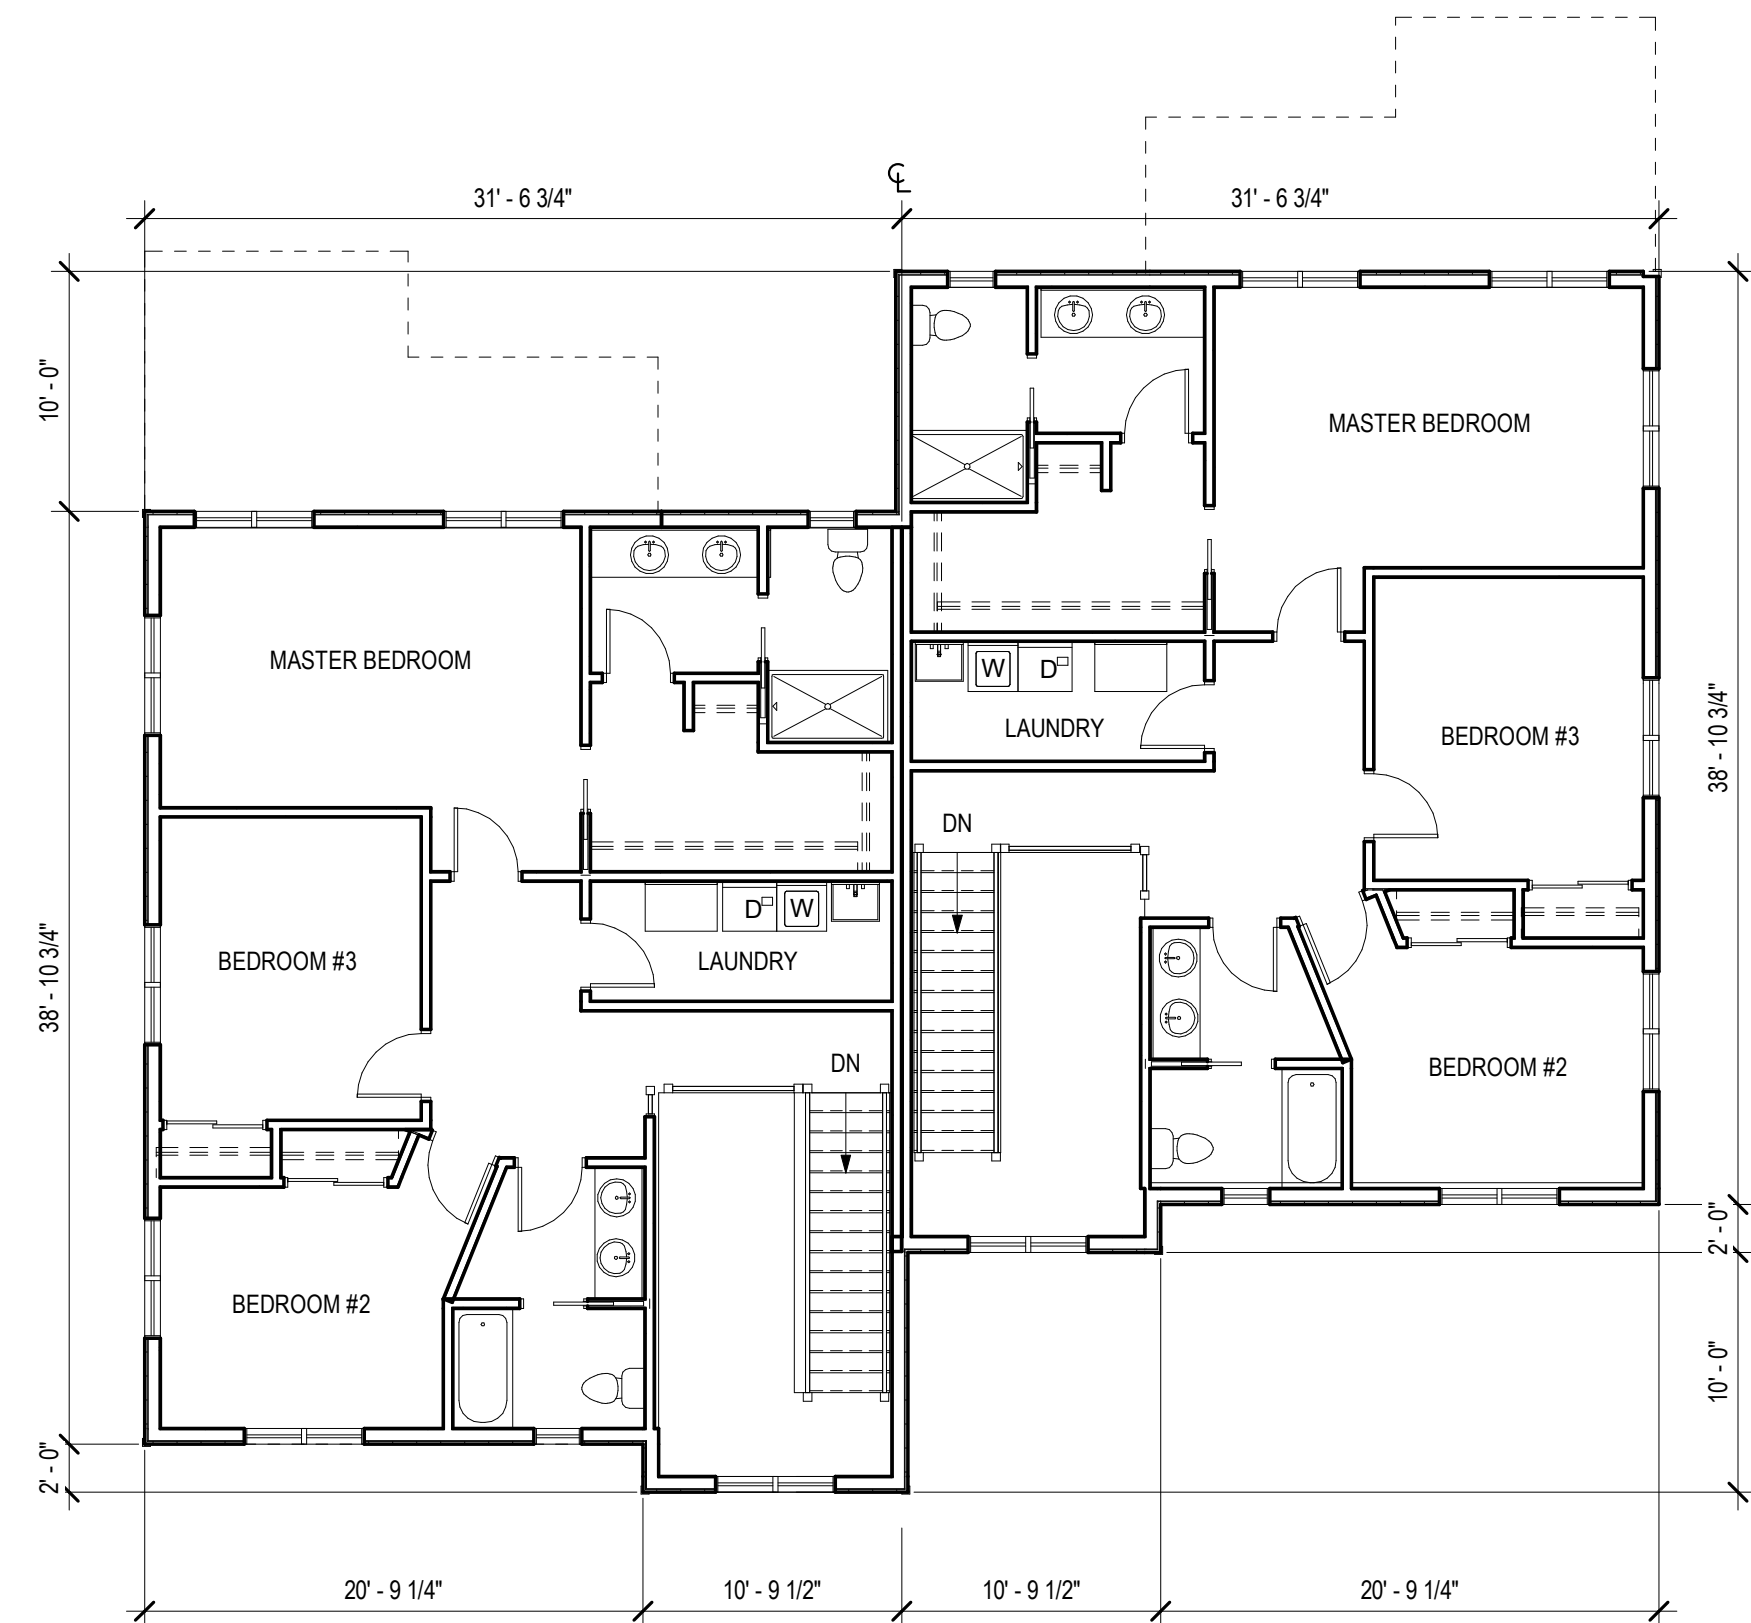 ℄
31' - 6 3/4"
31' - 6 3/4"
10' - 0"
MASTER BEDROOM
MASTER BEDROOM
W
D
LAUNDRY
BEDROOM #3
38' - 10 3/4"
DN
D
W
BEDROOM #3
LAUNDRY
38' - 10 3/4"
DN
BEDROOM #2
2' - 0"
BEDROOM #2
10' - 0"
2' - 0"
20' - 9 1/4"
10' - 9 1/2"
10' - 9 1/2"
20' - 9 1/4"